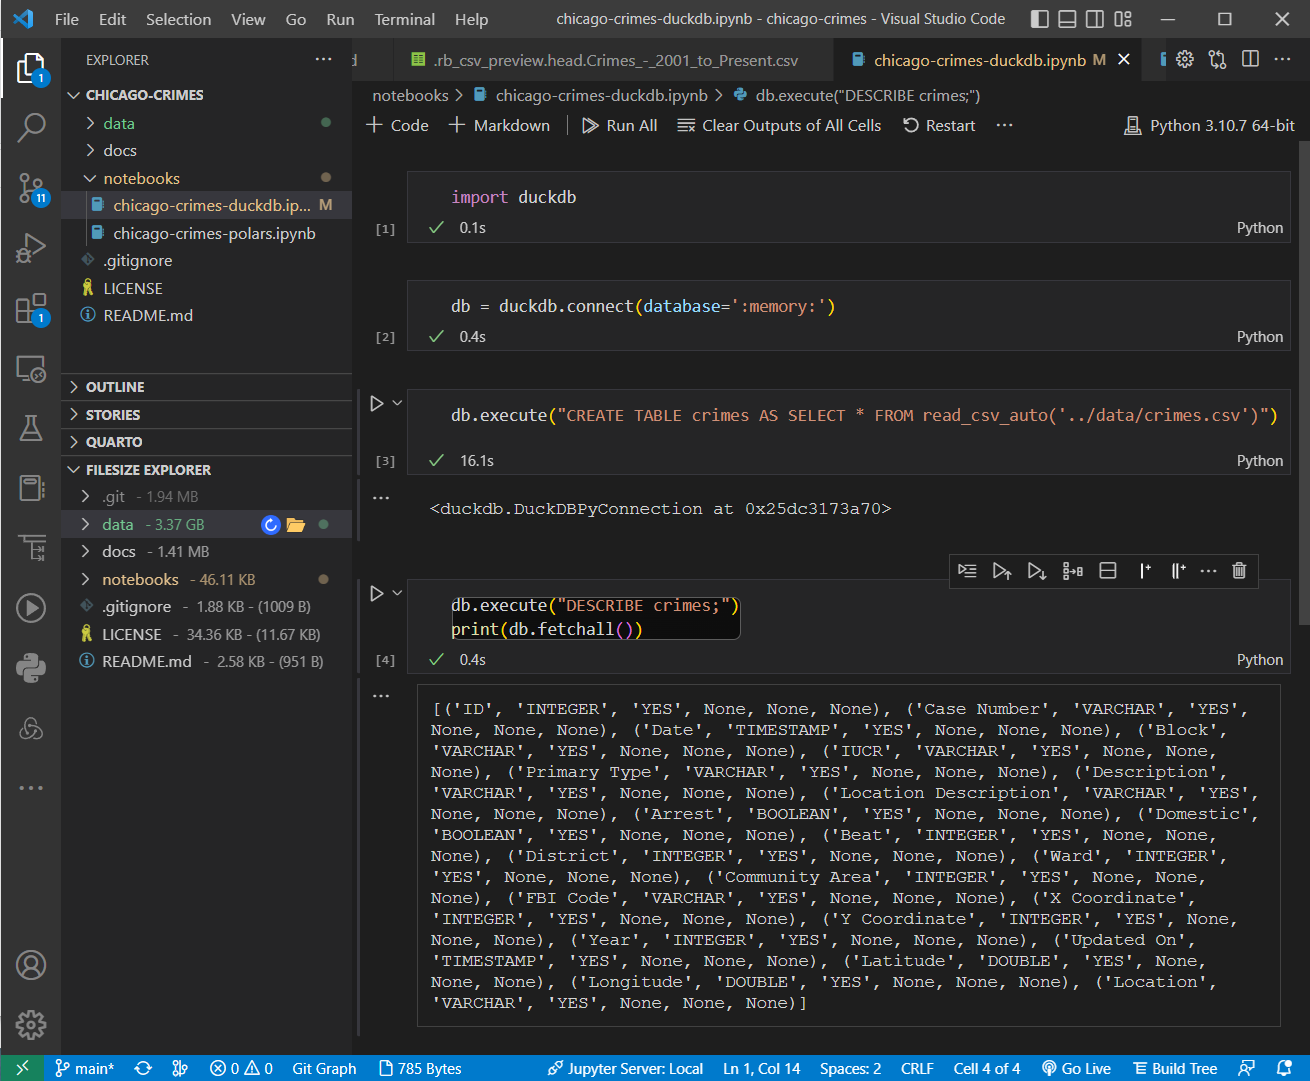 File Edit Selection View Go Run Terminal Help
chicago-crimes-duckdb.ipynb - chicago-crimes - Visual Studio Code
EXPLORER
.rb_csv_preview.head.Crimes_-_2001_to_Present.csv
chicago-crimes-duckdb.ipynb M
1
CHICAGO-CRIMES
notebooks > chicago-crimes-duckdb.ipynb > db.execute("DESCRIBE crimes;")
data
Code Markdown Run All Clear Outputs of All Cells Restart Python 3.10.7 64-bit
docs
notebooks
chicago-crimes-duckdb.ip... M
11
chicago-crimes-polars.ipynb
.gitignore
LICENSE
README.md
1
import duckdb
[1] 0.1s Python
db = duckdb.connect(database=':memory:')
[2] 0.4s Python
OUTLINE
STORIES
QUARTO
FILESIZE EXPLORER
.git - 1.94 MB
data - 3.37 GB
docs - 1.41 MB
notebooks - 46.11 KB
.gitignore - 1.88 KB - (1009 B)
LICENSE - 34.36 KB - (11.67 KB)
README.md - 2.58 KB - (951 B)
db.execute("CREATE TABLE crimes AS SELECT * FROM read_csv_auto('../data/crimes.csv')")
[3] 16.1s Python
<duckdb.DuckDBPyConnection at 0x25dc3173a70>
db.execute("DESCRIBE crimes;")
print(db.fetchall())
[4] 0.4s Python
[('ID', 'INTEGER', 'YES', None, None, None), ('Case Number', 'VARCHAR', 'YES',
None, None, None), ('Date', 'TIMESTAMP', 'YES', None, None, None), ('Block',
'VARCHAR', 'YES', None, None, None), ('IUCR', 'VARCHAR', 'YES', None, None,
None), ('Primary Type', 'VARCHAR', 'YES', None, None, None), ('Description',
'VARCHAR', 'YES', None, None, None), ('Location Description', 'VARCHAR', 'YES',
None, None, None), ('Arrest', 'BOOLEAN', 'YES', None, None, None), ('Domestic',
'BOOLEAN', 'YES', None, None, None), ('Beat', 'INTEGER', 'YES', None, None,
None), ('District', 'INTEGER', 'YES', None, None, None), ('Ward', 'INTEGER',
'YES', None, None, None), ('Community Area', 'INTEGER', 'YES', None, None,
None), ('FBI Code', 'VARCHAR', 'YES', None, None, None), ('X Coordinate',
'INTEGER', 'YES', None, None, None), ('Y Coordinate', 'INTEGER', 'YES', None,
None, None), ('Year', 'INTEGER', 'YES', None, None, None), ('Updated On',
'TIMESTAMP', 'YES', None, None, None), ('Latitude', 'DOUBLE', 'YES', None,
None, None), ('Longitude', 'DOUBLE', 'YES', None, None, None), ('Location',
'VARCHAR', 'YES', None, None, None)]
main* 0 0 Git Graph 785 Bytes Jupyter Server: Local Ln 1, Col 14 Spaces: 2 CRLF Cell 4 of 4 Go Live Build Tree